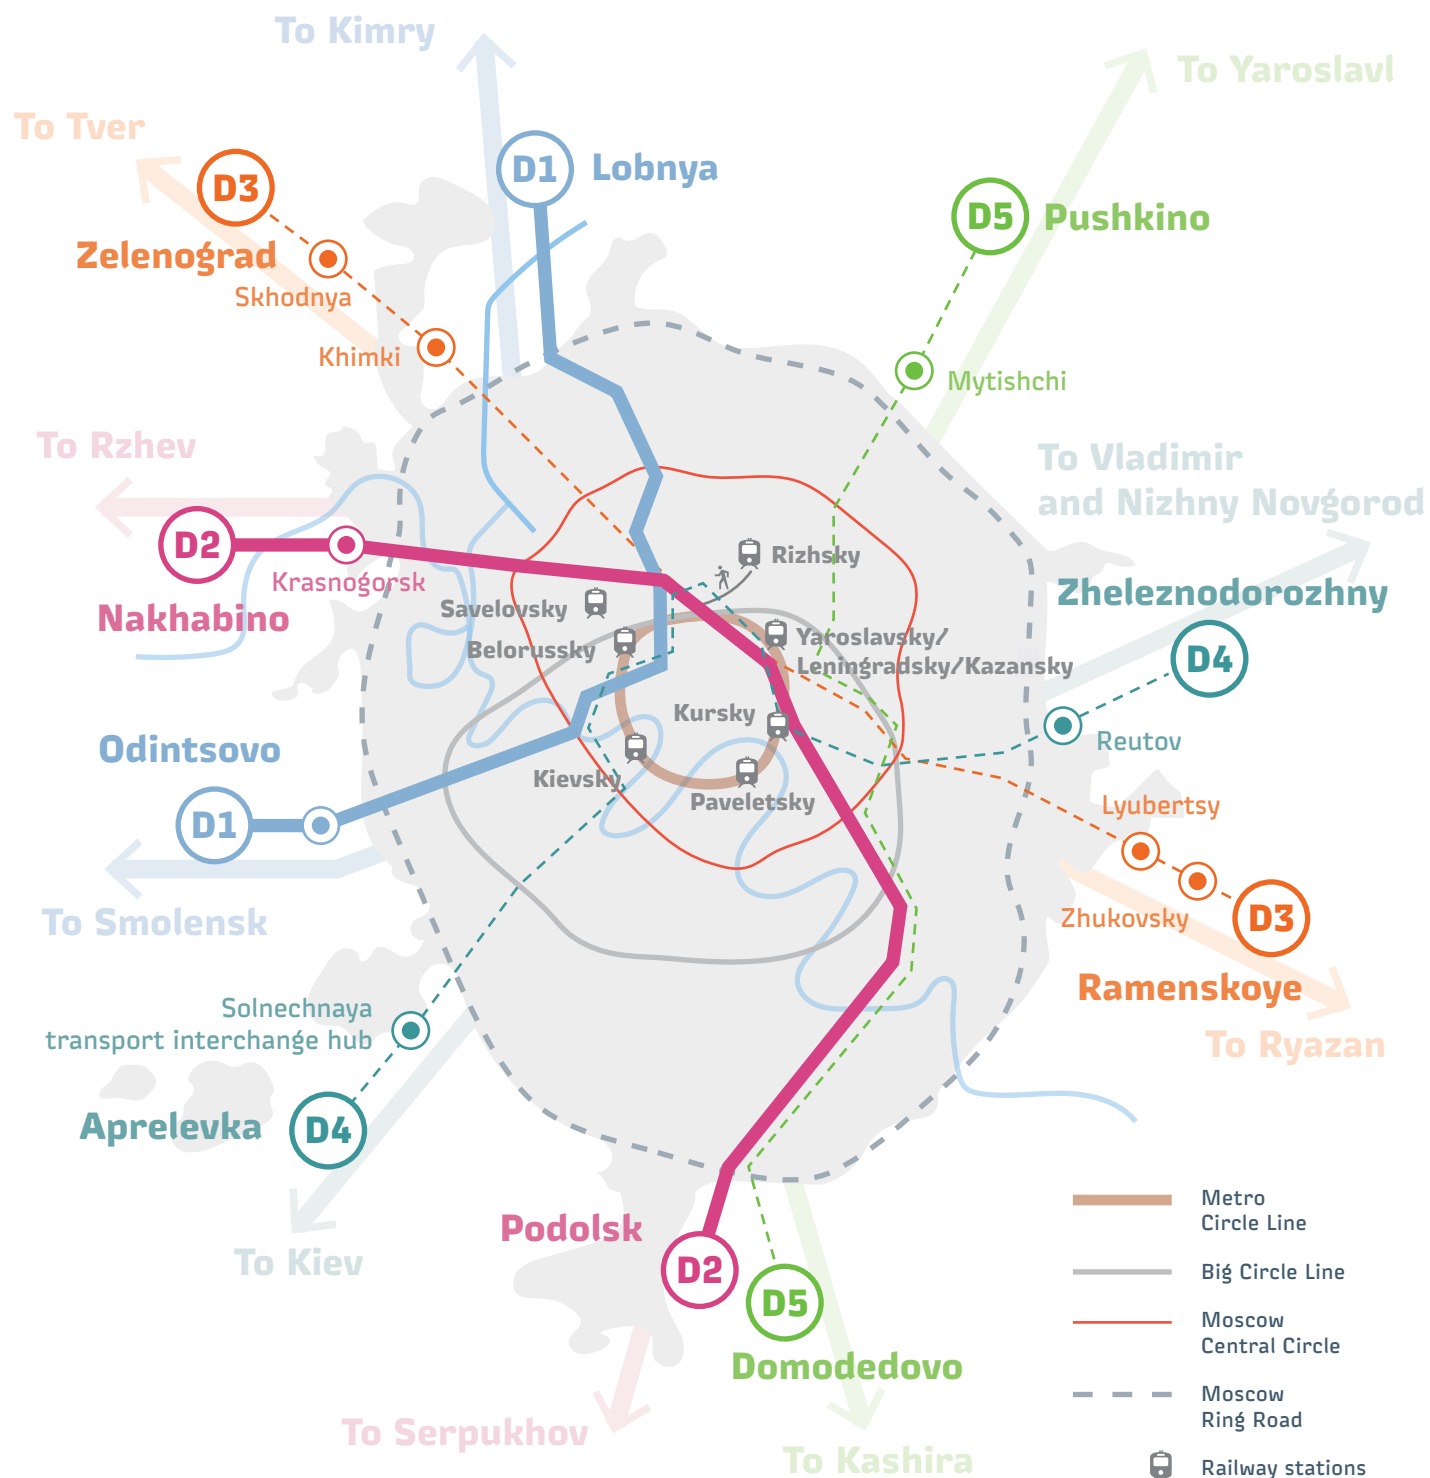 To Kimry
To Yaroslavl
To Tver
D1
Lobnya
D3
Zelenograd
Skhodnya
Khimki
D5
Pushkino
Mytishchi
To Rzhev
To Vladimir
and Nizhny Novgorod
D2
Krasnogorsk
Nakhabino
Rizhsky
Savelovsky
Belorussky
Yaroslavsky/
Leningradsky/Kazansky
Zheleznodorozhny
D4
Reutov
Kursky
Kievsky
Paveletsky
Odintsovo
D1
To Smolensk
Lyubertsy
Zhukovsky
D3
Ramenskoye
To Ryazan
Solnechnaya
transport interchange hub
Aprelevka
D4
To Kiev
Podolsk
D2
D5
Domodedovo
To Serpukhov
To Kashira
Metro
Circle Line
Big Circle Line
Moscow
Central Circle
Moscow
Ring Road
Railway stations